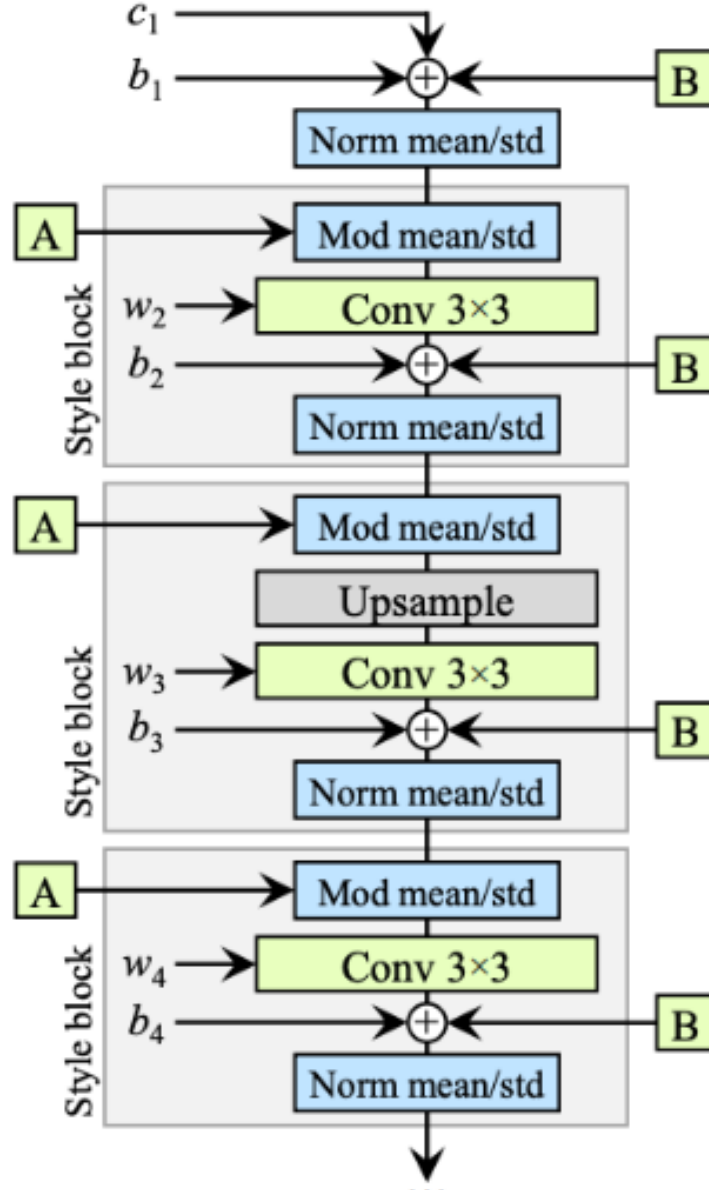 c₁
b₁ + B
Norm mean/std
A Mod mean/std
w₂ Conv 3×3
b₂ + B
Norm mean/std
Style block
A Mod mean/std
Upsample
w₃ Conv 3×3
b₃ + B
Norm mean/std
Style block
A Mod mean/std
w₄ Conv 3×3
b₄ + B
Norm mean/std
Style block